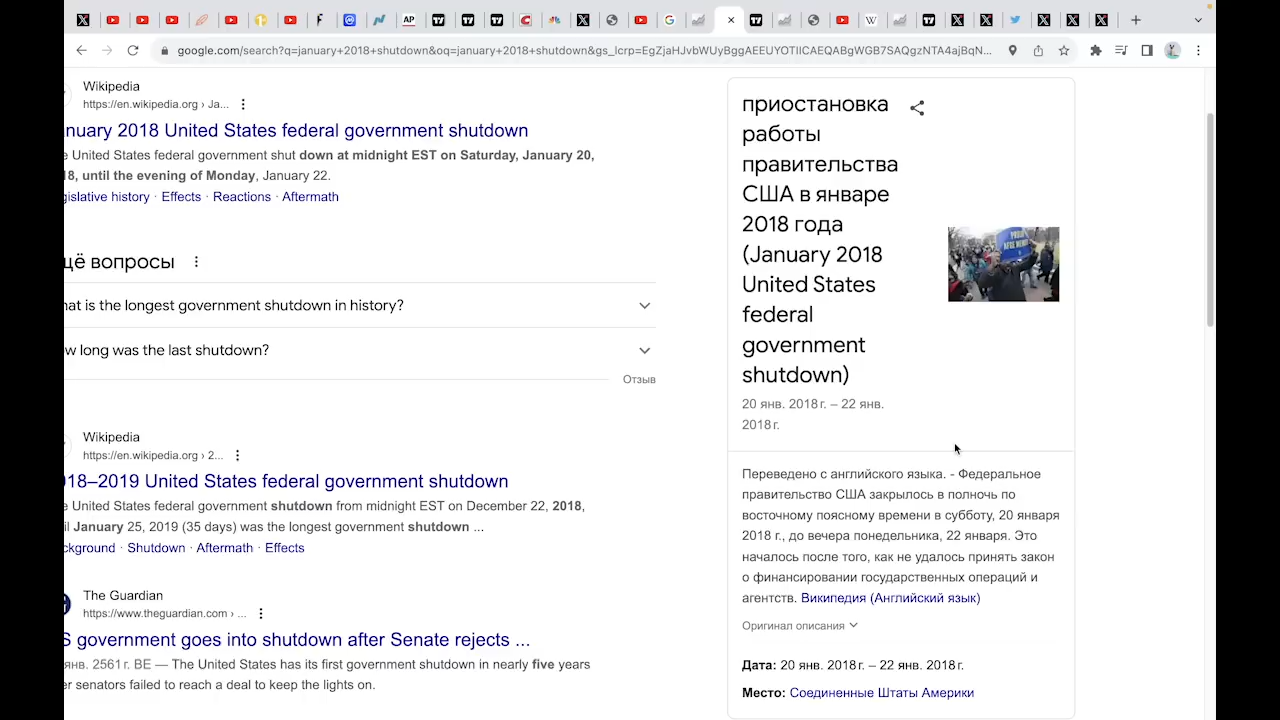 google.com/search?q=january+2018+shutdown&oq=january+2018+shutdown&gs_lcrp=EgZjaHJvbWUyBggAEEUYOTIICAEQABgWGB7SAQgzNTA4ajBqN...
Wikipedia
https://en.wikipedia.org › Ja...
nuary 2018 United States federal government shutdown
e United States federal government shut down at midnight EST on Saturday, January 20,
18, until the evening of Monday, January 22.
gislative history · Effects · Reactions · Aftermath
щё вопросы
hat is the longest government shutdown in history?
ow long was the last shutdown?
Отзыв
Wikipedia
https://en.wikipedia.org › 2...
018–2019 United States federal government shutdown
e United States federal government shutdown from midnight EST on December 22, 2018,
il January 25, 2019 (35 days) was the longest government shutdown ...
ckground · Shutdown · Aftermath · Effects
The Guardian
https://www.theguardian.com › ...
S government goes into shutdown after Senate rejects ...
янв. 2561 г. BE — The United States has its first government shutdown in nearly five years
er senators failed to reach a deal to keep the lights on.
приостановка
работы
правительства
США в январе
2018 года
(January 2018
United States
federal
government
shutdown)
20 янв. 2018 г. – 22 янв.
2018 г.
Переведено с английского языка. - Федеральное
правительство США закрылось в полночь по
восточному поясному времени в субботу, 20 января
2018 г., до вечера понедельника, 22 января. Это
началось после того, как не удалось принять закон
о финансировании государственных операций и
агентств. Википедия (Английский язык)
Оригинал описания
Дата: 20 янв. 2018 г. – 22 янв. 2018 г.
Место: Соединенные Штаты Америки